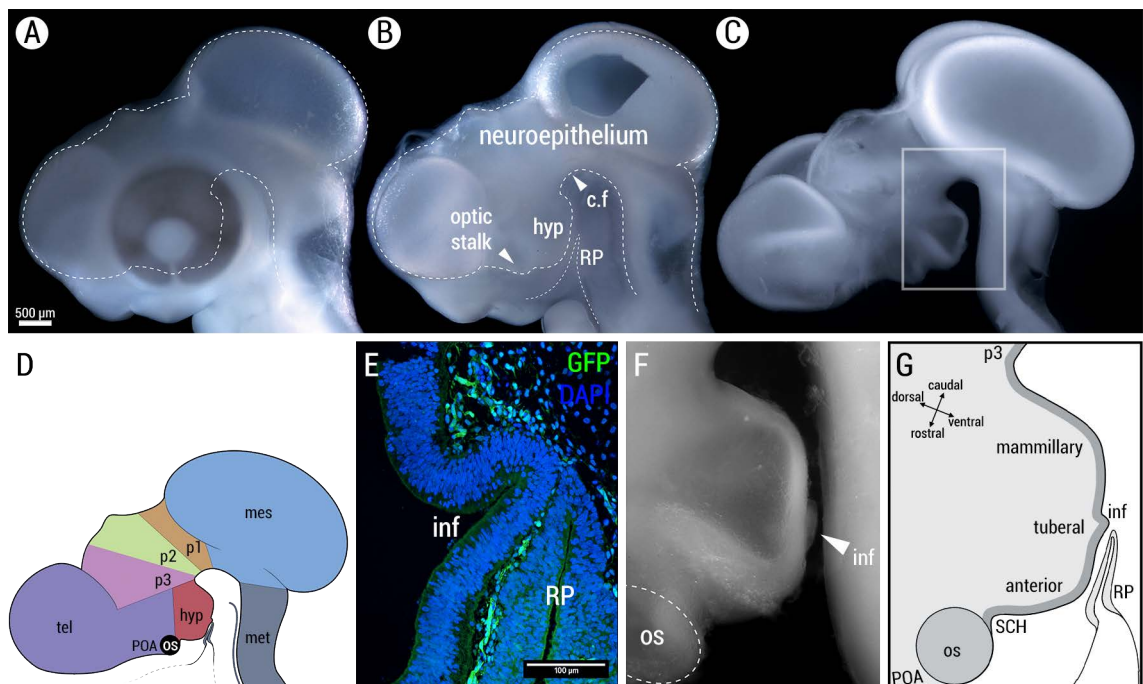 A
500 µm
B
neuroepithelium
c.f
optic
stalk
hyp
RP
C
D
mes
p1
p2
p3
tel
hyp
met
POA
os
E
GFP
DAPI
inf
RP
100 µm
F
inf
os
G
p3
caudal
dorsal
ventral
rostral
mammillary
inf
tuberal
anterior
RP
SCH
os
POA